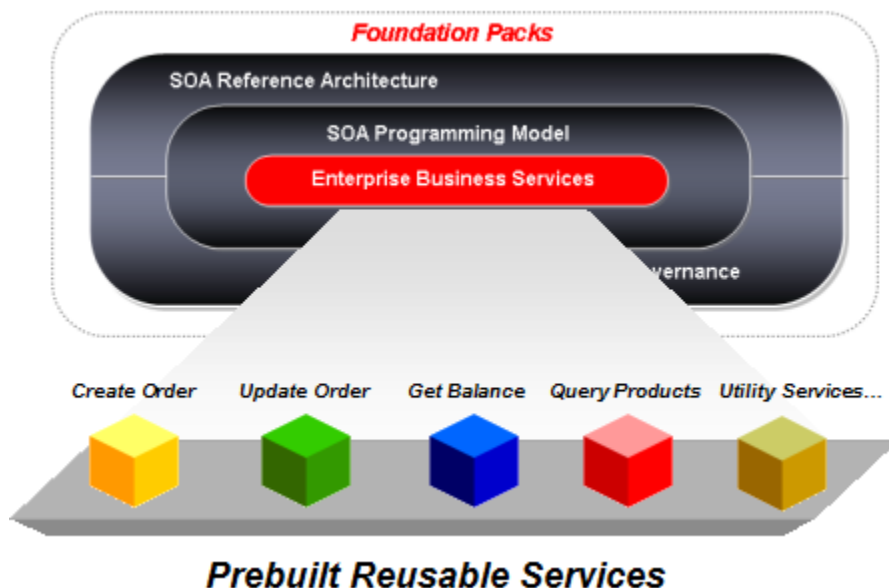 Foundation Packs
SOA Reference Architecture
SOA Programming Model
Enterprise Business Services
Create Order
Update Order
Get Balance
Query Products
Utility Services...
Prebuilt Reusable Services